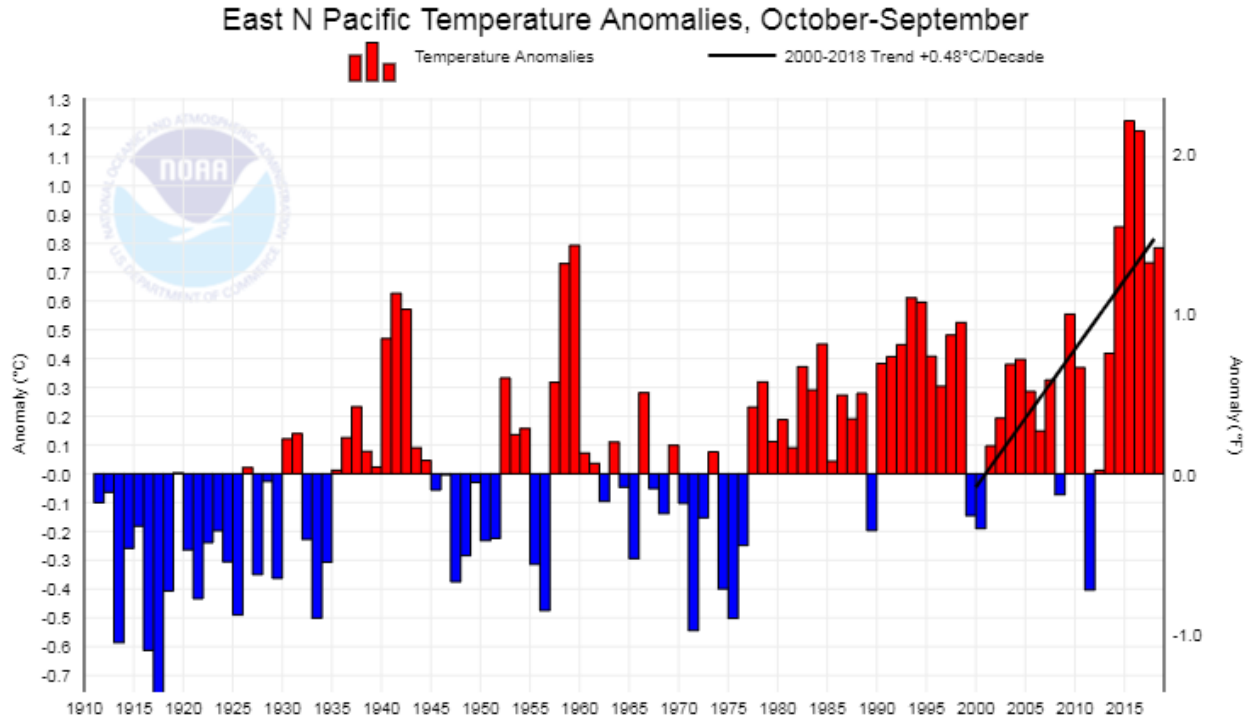 East N Pacific Temperature Anomalies, October-September
Temperature Anomalies
2000-2018 Trend +0.48°C/Decade
1.3
1.2
1.1
1.0
0.9
0.8
0.7
0.6
0.5
0.4
0.3
0.2
0.1
-0.0
-0.1
-0.2
-0.3
-0.4
-0.5
-0.6
-0.7
Anomaly (°C)
NATIONAL OCEANIC AND ATMOSPHERIC ADMINISTRATION
NOAA
U.S. DEPARTMENT OF COMMERCE
2.0
1.0
0.0
-1.0
Anomaly (°F)
1910 1915 1920 1925 1930 1935 1940 1945 1950 1955 1960 1965 1970 1975 1980 1985 1990 1995 2000 2005 2010 2015